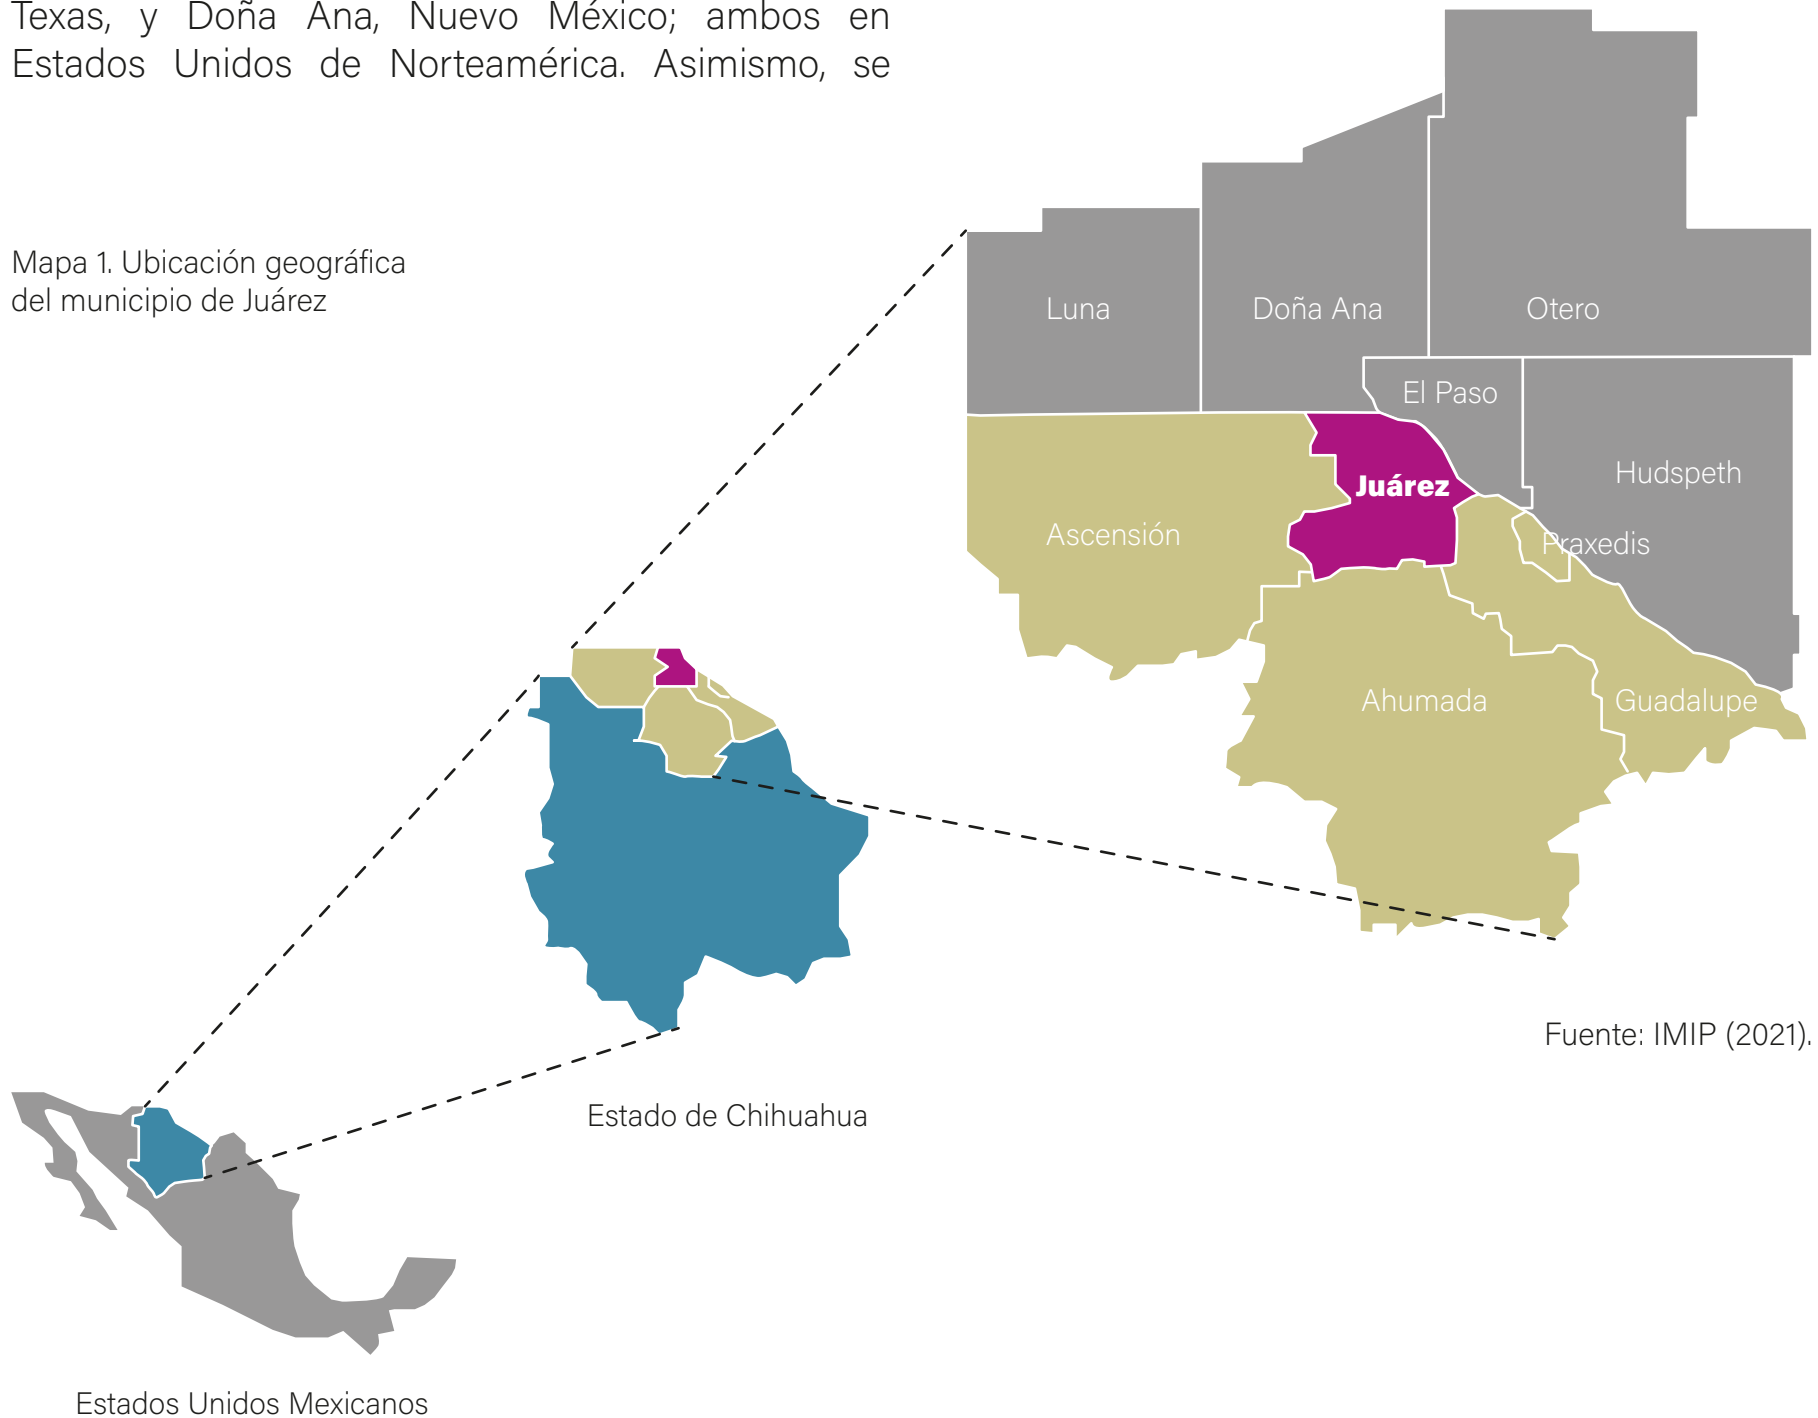 Texas, y Doña Ana, Nuevo México; ambos en
Estados Unidos de Norteamérica. Asimismo, se
Mapa 1. Ubicación geográfica
del municipio de Juárez
Luna
Doña Ana
Otero
El Paso
Hudspeth
Juárez
Ascensión
Praxedis
Ahumada
Guadalupe
Fuente: IMIP (2021).
Estado de Chihuahua
Estados Unidos Mexicanos